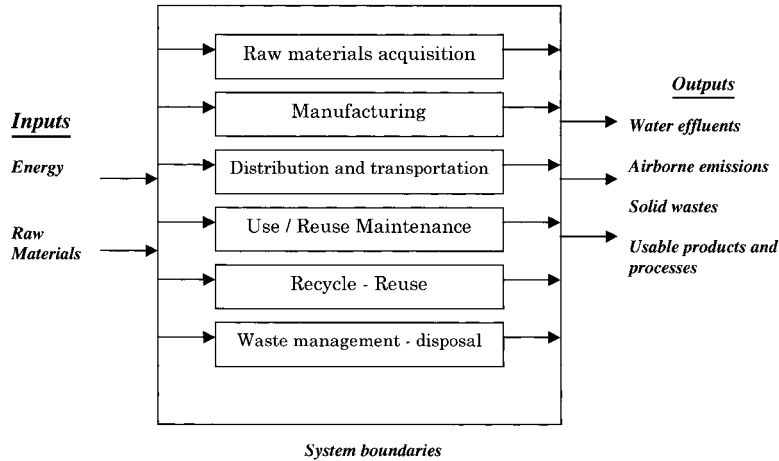 Inputs
Energy
Raw
Materials
Raw materials acquisition
Manufacturing
Distribution and transportation
Use / Reuse Maintenance
Recycle - Reuse
Waste management - disposal
Outputs
Water effluents
Airborne emissions
Solid wastes
Usable products and
processes
System boundaries